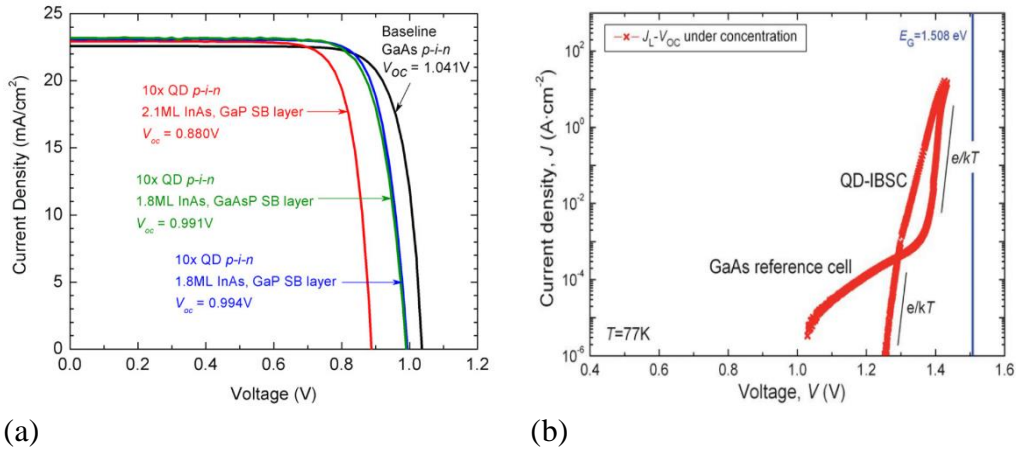 Current Density (mA/cm²)
25
20
15
10
5
0
Baseline
GaAs p-i-n
V_OC = 1.041V
10x QD p-i-n
2.1ML InAs, GaP SB layer
V_oc = 0.880V
10x QD p-i-n
1.8ML InAs, GaAsP SB layer
V_oc = 0.991V
10x QD p-i-n
1.8ML InAs, GaP SB layer
V_oc = 0.994V
0.0 0.2 0.4 0.6 0.8 1.0 1.2
Voltage (V)
(a)
Current density, J (A·cm⁻²)
10²
10⁰
10⁻²
10⁻⁴
10⁻⁶
J_L-V_OC under concentration
E_G=1.508 eV
e/kT
QD-IBSC
GaAs reference cell
e/kT
T=77K
0.4 0.6 0.8 1.0 1.2 1.4 1.6
Voltage, V (V)
(b)